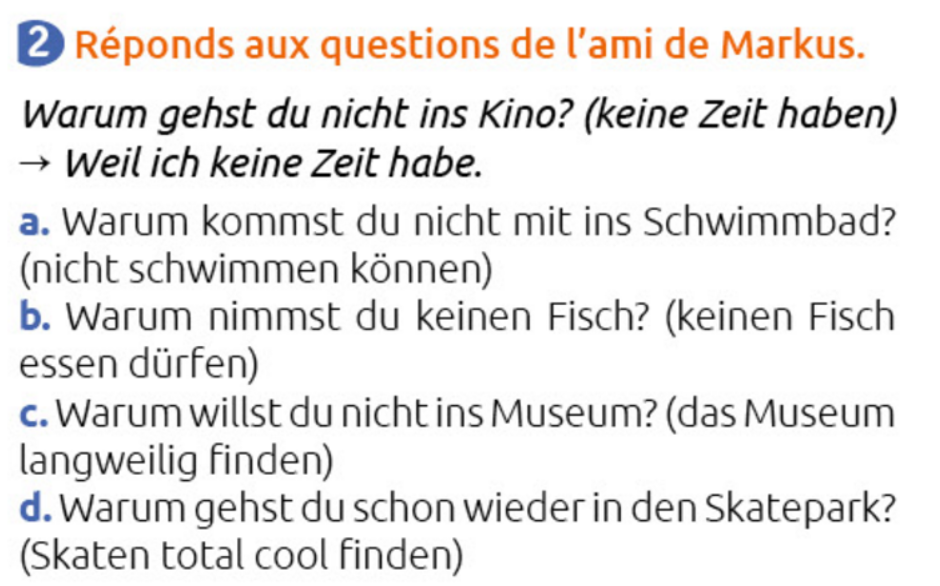 2 Réponds aux questions de l'ami de Markus.
Warum gehst du nicht ins Kino? (keine Zeit haben)
→ Weil ich keine Zeit habe.
a. Warum kommst du nicht mit ins Schwimmbad?
(nicht schwimmen können)
b. Warum nimmst du keinen Fisch? (keinen Fisch
essen dürfen)
c. Warum willst du nicht ins Museum? (das Museum
langweilig finden)
d. Warum gehst du schon wieder in den Skatepark?
(Skaten total cool finden)